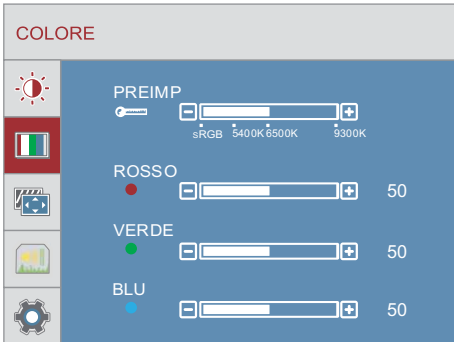 COLORE
PREIMP
sRGB 5400K 6500K 9300K
ROSSO
50
VERDE
50
BLU
50